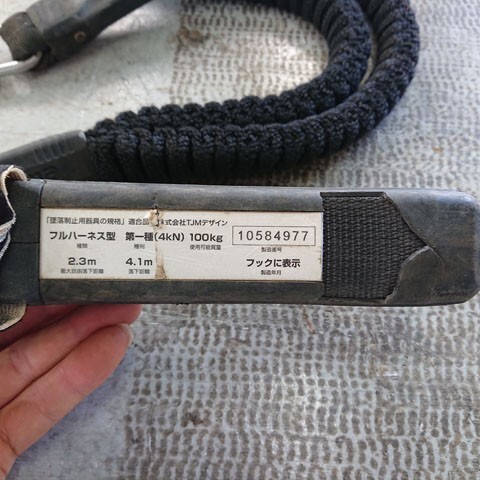 「墜落制止用器具の規格」適合品 株式会社TJMデザイン
フルハーネス型 第一種(4kN) 100kg 10584977
種類 種別 使用可能質量 製造番号
2.3m 4.1m フックに表示
最大自由落下距離 落下距離 製造年月